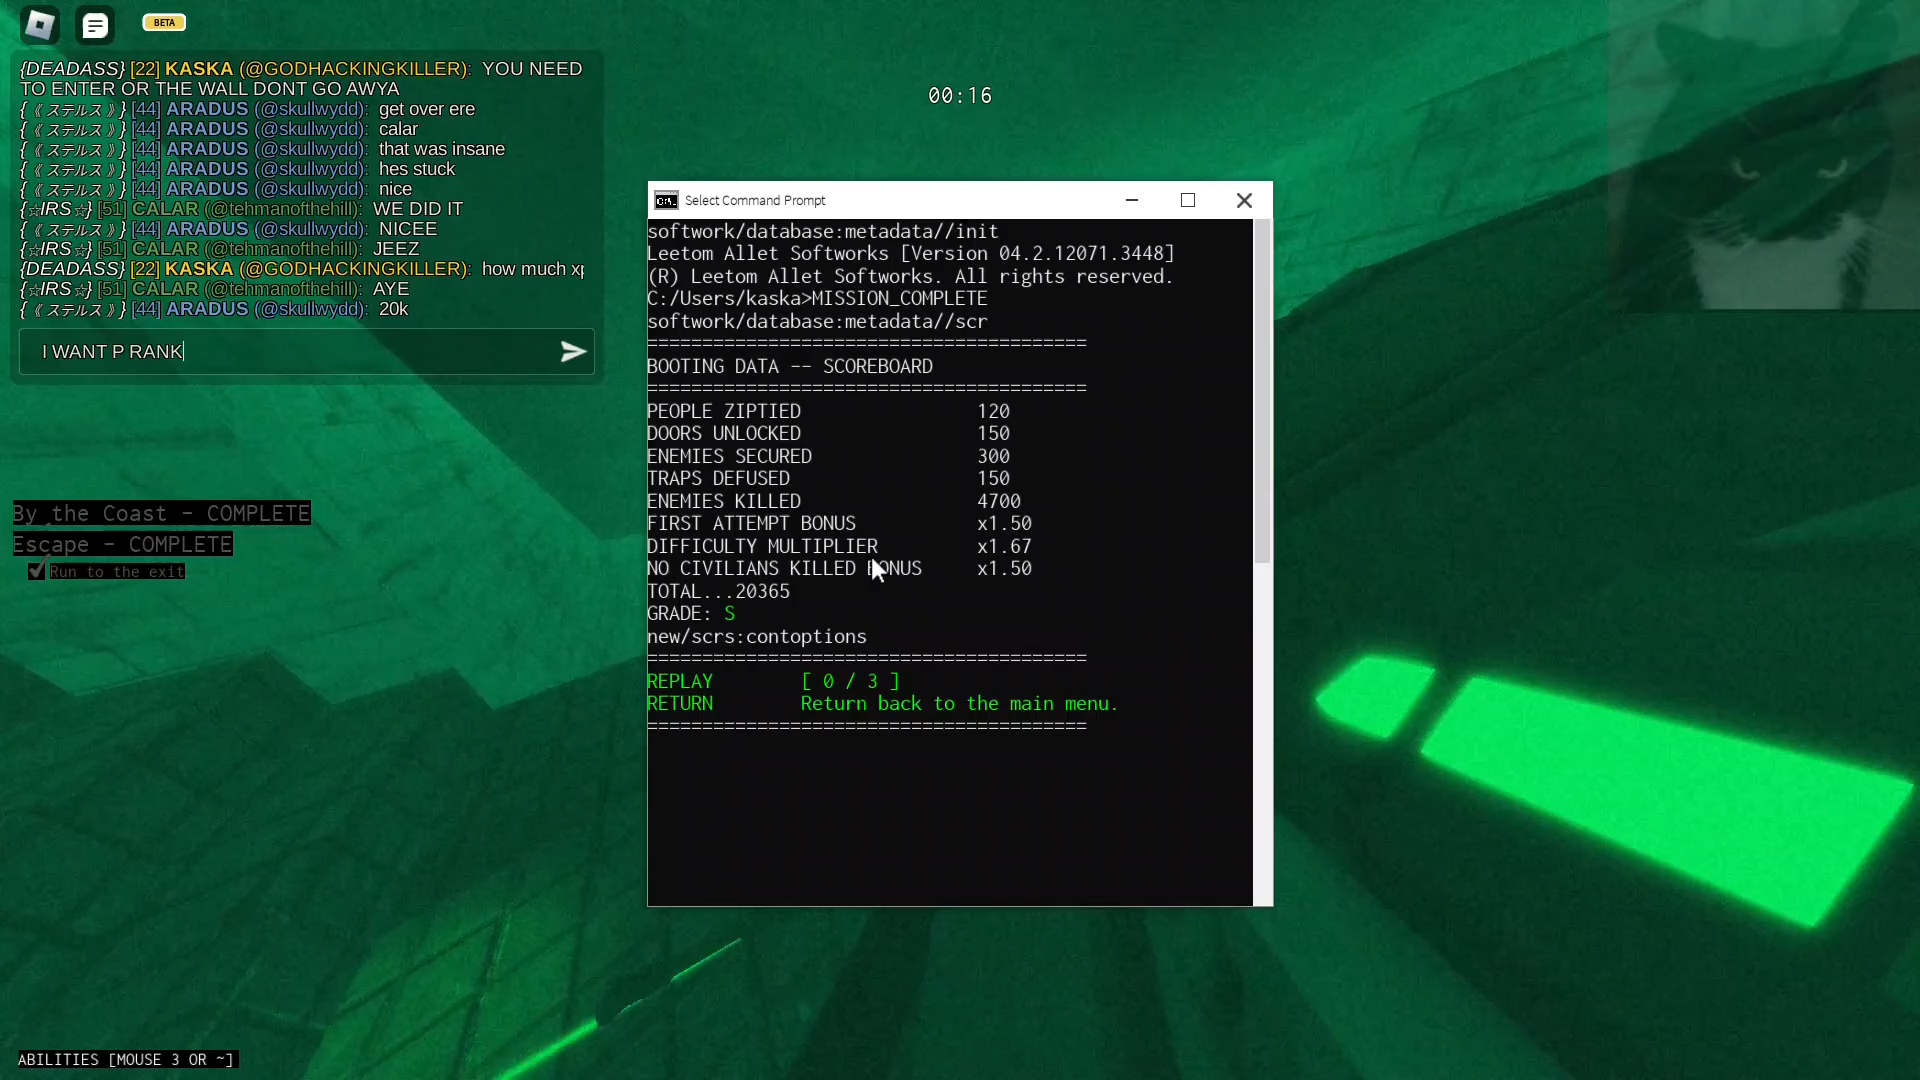 BETA
{DEADASS} [22] KASKA (@GODHACKINGKILLER): YOU NEED
TO ENTER OR THE WALL DONT GO AWYA
{《 ステルス 》} [44] ARADUS (@skullwydd): get over ere
{《 ステルス 》} [44] ARADUS (@skullwydd): calar
{《 ステルス 》} [44] ARADUS (@skullwydd): that was insane
{《 ステルス 》} [44] ARADUS (@skullwydd): hes stuck
{《 ステルス 》} [44] ARADUS (@skullwydd): nice
{☆IRS☆} [51] CALAR (@tehmanofthehill): WE DID IT
{《 ステルス 》} [44] ARADUS (@skullwydd): NICEE
{☆IRS☆} [51] CALAR (@tehmanofthehill): JEEZ
{DEADASS} [22] KASKA (@GODHACKINGKILLER): how much xp
{☆IRS☆} [51] CALAR (@tehmanofthehill): AYE
{《 ステルス 》} [44] ARADUS (@skullwydd): 20k
I WANT P RANK
00:16
By the Coast - COMPLETE
Escape - COMPLETE
Run to the exit
Select Command Prompt
softwork/database:metadata//init
Leetom Allet Softworks [Version 04.2.12071.3448]
(R) Leetom Allet Softworks. All rights reserved.
C:/Users/kaska>MISSION_COMPLETE
softwork/database:metadata//scr
========================================
BOOTING DATA -- SCOREBOARD
========================================
PEOPLE ZIPTIED 120
DOORS UNLOCKED 150
ENEMIES SECURED 300
TRAPS DEFUSED 150
ENEMIES KILLED 4700
FIRST ATTEMPT BONUS x1.50
DIFFICULTY MULTIPLIER x1.67
NO CIVILIANS KILLED BONUS x1.50
TOTAL...20365
GRADE: S
new/scrs:contoptions
========================================
REPLAY [ 0 / 3 ]
RETURN Return back to the main menu.
========================================
ABILITIES [MOUSE 3 OR ~]